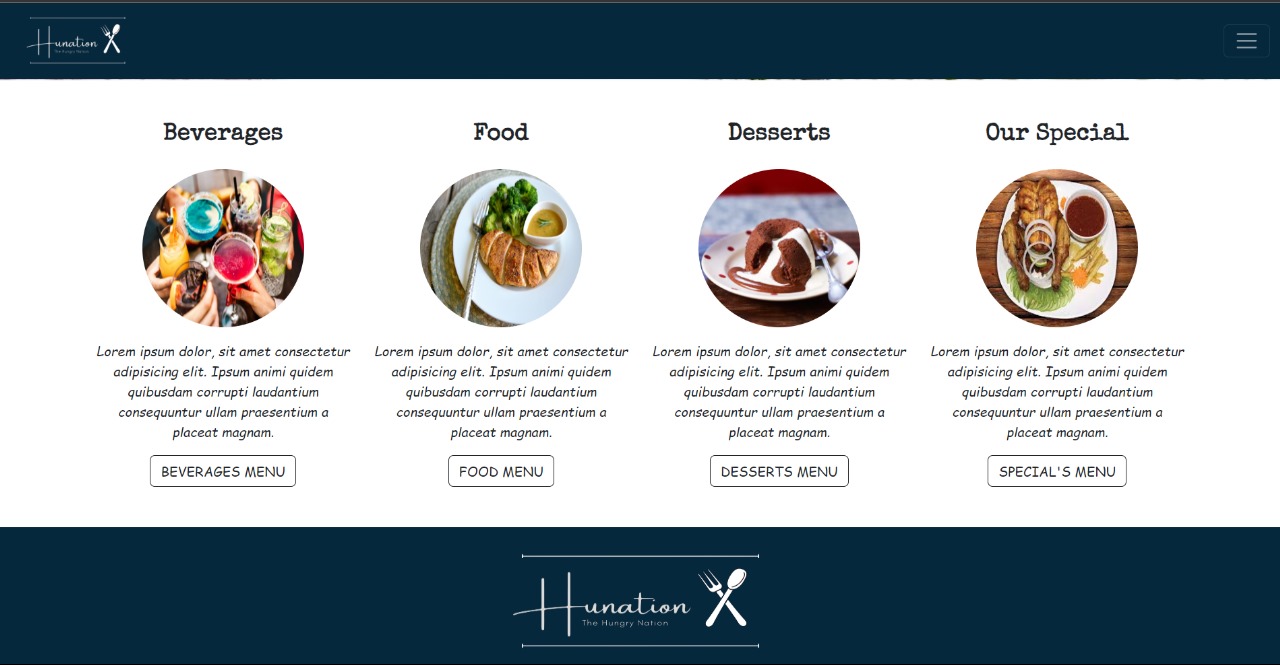 Hunation
The Hungry Nation
Beverages
Lorem ipsum dolor, sit amet consectetur
adipisicing elit. Ipsum animi quidem
quibusdam corrupti laudantium
consequuntur ullam praesentium a
placeat magnam.
BEVERAGES MENU
Food
Lorem ipsum dolor, sit amet consectetur
adipisicing elit. Ipsum animi quidem
quibusdam corrupti laudantium
consequuntur ullam praesentium a
placeat magnam.
FOOD MENU
Desserts
Lorem ipsum dolor, sit amet consectetur
adipisicing elit. Ipsum animi quidem
quibusdam corrupti laudantium
consequuntur ullam praesentium a
placeat magnam.
DESSERTS MENU
Our Special
Lorem ipsum dolor, sit amet consectetur
adipisicing elit. Ipsum animi quidem
quibusdam corrupti laudantium
consequuntur ullam praesentium a
placeat magnam.
SPECIAL'S MENU
Hunation
The Hungry Nation